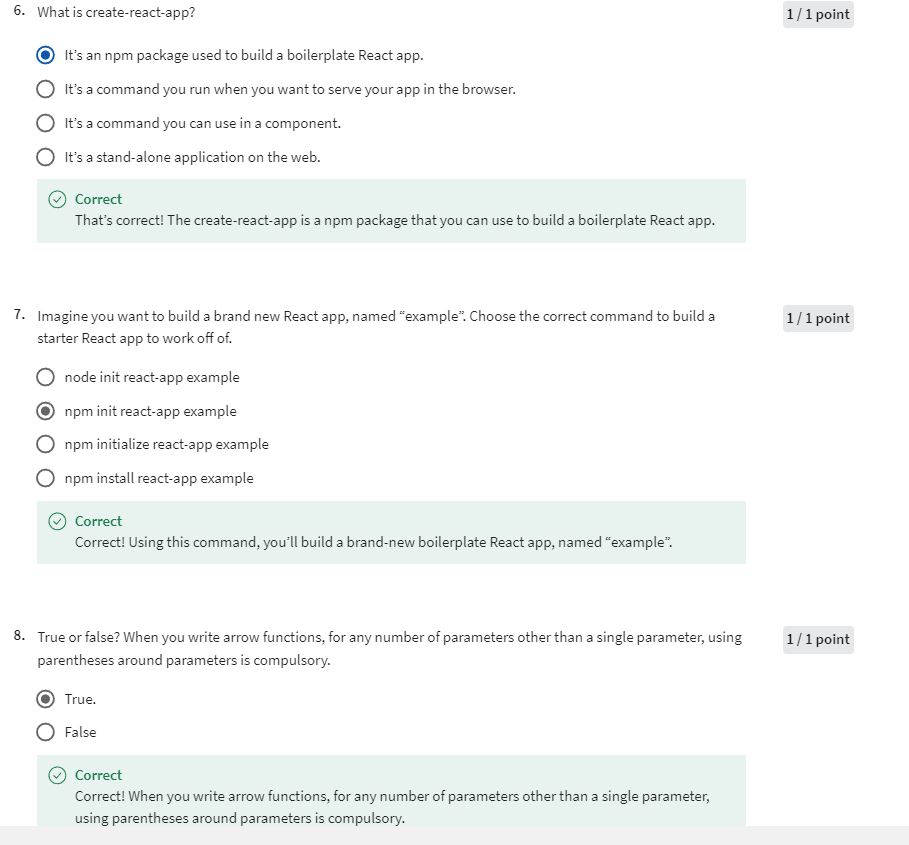 6. What is create-react-app?
1 / 1 point
It's an npm package used to build a boilerplate React app.
It's a command you run when you want to serve your app in the browser.
It's a command you can use in a component.
It's a stand-alone application on the web.
Correct
That's correct! The create-react-app is a npm package that you can use to build a boilerplate React app.
7. Imagine you want to build a brand new React app, named “example”. Choose the correct command to build a
1 / 1 point
starter React app to work off of.
node init react-app example
npm init react-app example
npm initialize react-app example
npm install react-app example
Correct
Correct! Using this command, you'll build a brand-new boilerplate React app, named “example”.
8. True or false? When you write arrow functions, for any number of parameters other than a single parameter, using
1 / 1 point
parentheses around parameters is compulsory.
True.
False
Correct
Correct! When you write arrow functions, for any number of parameters other than a single parameter,
using parentheses around parameters is compulsory.